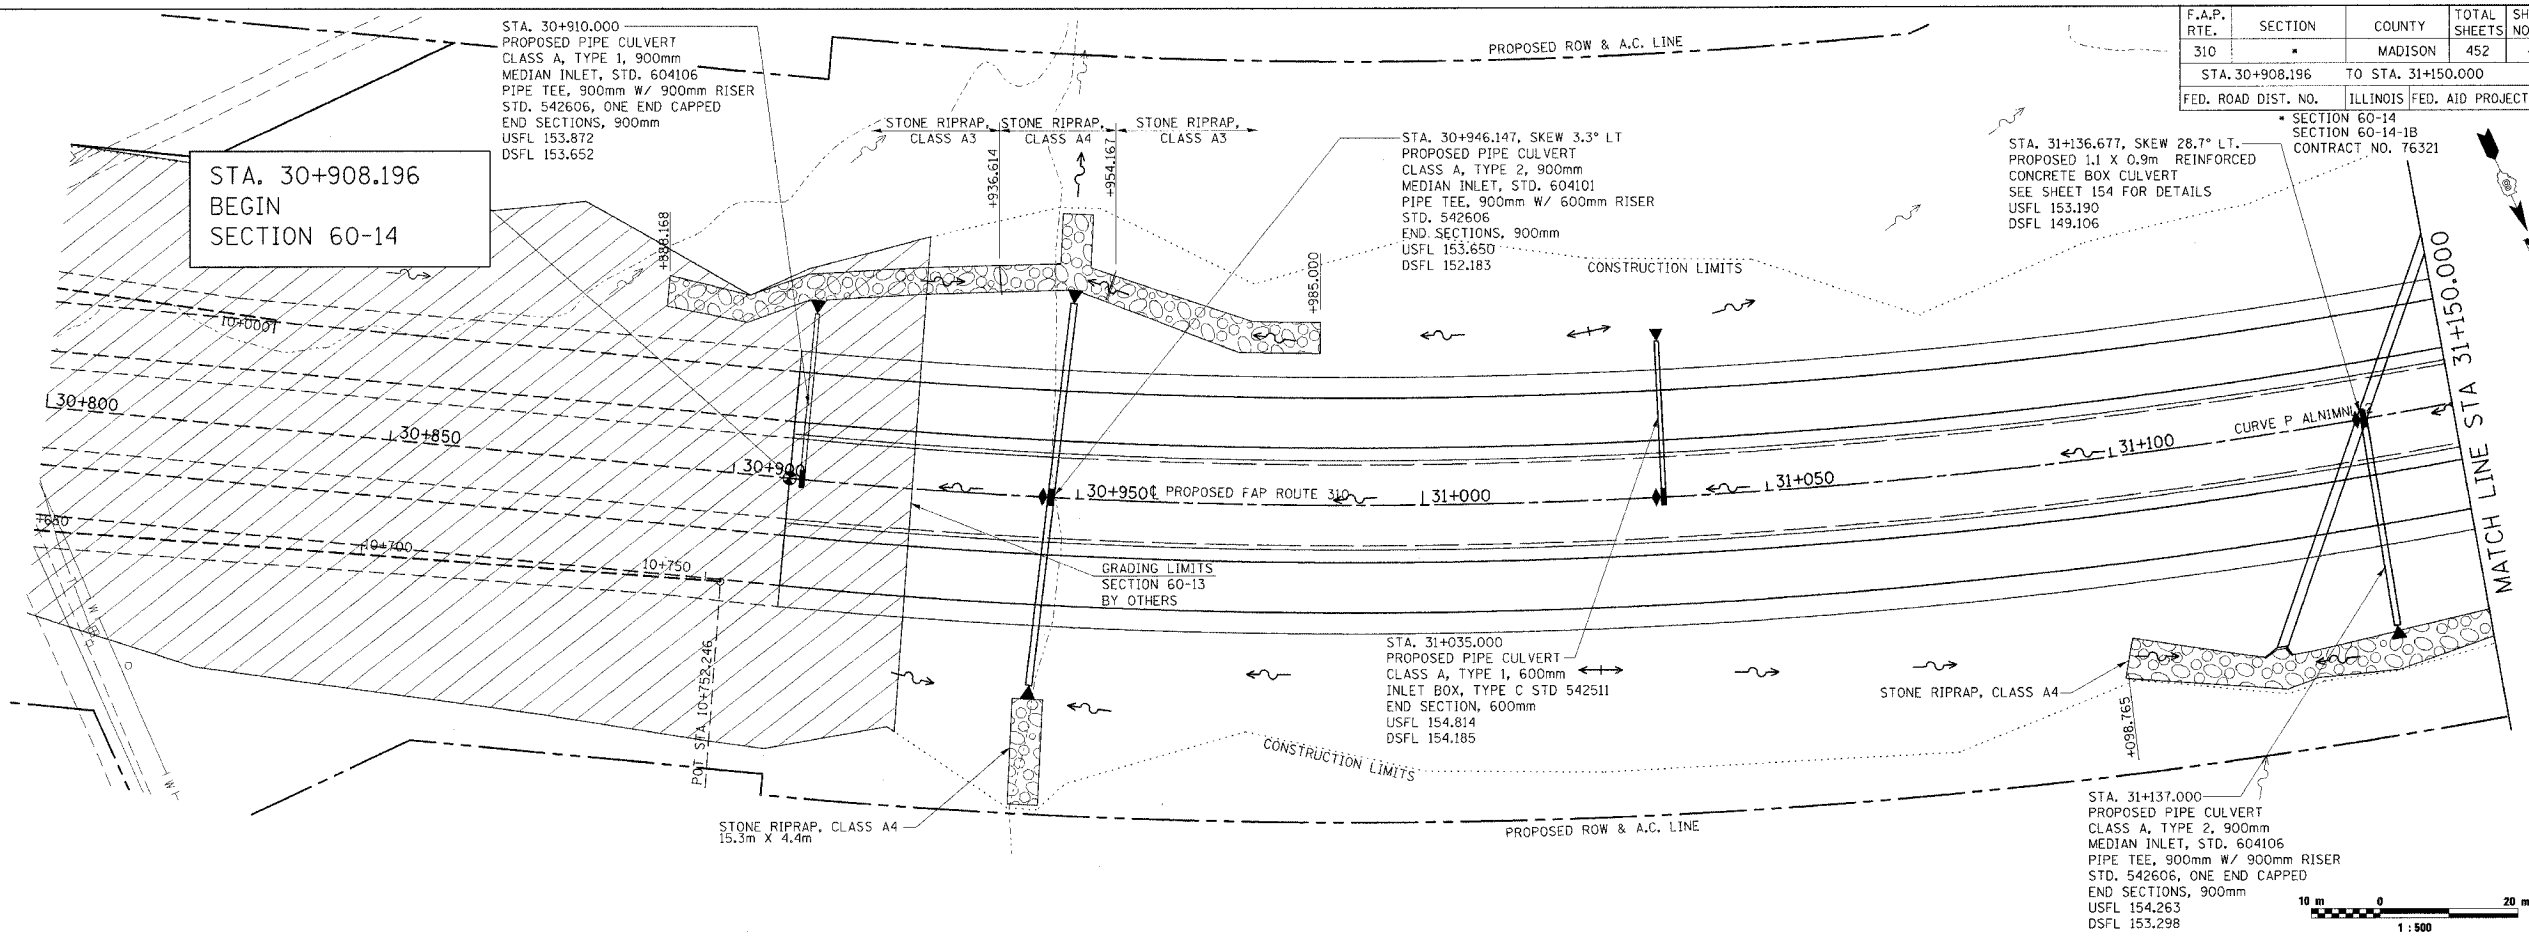 STA. 30+910.000
PROPOSED PIPE CULVERT
CLASS A, TYPE 1, 900mm
MEDIAN INLET, STD. 604106
PIPE TEE, 900mm W/ 900mm RISER
STD. 542606, ONE END CAPPED
END SECTIONS, 900mm
USFL 153.872
DSFL 153.652
STA. 30+908.196
BEGIN
SECTION 60-14
PROPOSED ROW & A.C. LINE
F.A.P. RTE. SECTION COUNTY TOTAL SHEETS
310 * MADISON 452
STA. 30+908.196 TO STA. 31+150.000
FED. ROAD DIST. NO. ILLINOIS FED. AID PROJECT
* SECTION 60-14
SECTION 60-14-1B
CONTRACT NO. 76321
STONE RIPRAP, CLASS A3
STONE RIPRAP, CLASS A4
STONE RIPRAP, CLASS A3
+888.168
+936.614
+954.167
+985.000
STA. 30+946.147, SKEW 3.3° LT
PROPOSED PIPE CULVERT
CLASS A, TYPE 2, 900mm
MEDIAN INLET, STD. 604101
PIPE TEE, 900mm W/ 600mm RISER
STD. 542606
END SECTIONS, 900mm
USFL 153.650
DSFL 152.183
CONSTRUCTION LIMITS
STA. 31+136.677, SKEW 28.7° LT.
PROPOSED 1.1 X 0.9m REINFORCED
CONCRETE BOX CULVERT
SEE SHEET 154 FOR DETAILS
USFL 153.190
DSFL 149.106
MATCH LINE STA 31+150.000
10+000
30+800
30+850
30+900
30+950
℄ PROPOSED FAP ROUTE 310
31+000
31+050
31+100
CURVE P ALNIMNL
+650
10+700
10+750
POT STA 10+752.246
W
W
GRADING LIMITS
SECTION 60-13
BY OTHERS
STA. 31+035.000
PROPOSED PIPE CULVERT
CLASS A, TYPE 1, 600mm
INLET BOX, TYPE C STD 542511
END SECTION, 600mm
USFL 154.814
DSFL 154.185
STONE RIPRAP, CLASS A4
+098.765
CONSTRUCTION LIMITS
STONE RIPRAP, CLASS A4
15.3m X 4.4m
PROPOSED ROW & A.C. LINE
STA. 31+137.000
PROPOSED PIPE CULVERT
CLASS A, TYPE 2, 900mm
MEDIAN INLET, STD. 604106
PIPE TEE, 900mm W/ 900mm RISER
STD. 542606, ONE END CAPPED
END SECTIONS, 900mm
USFL 154.263
DSFL 153.298
10 m 0 20 m
1 : 500